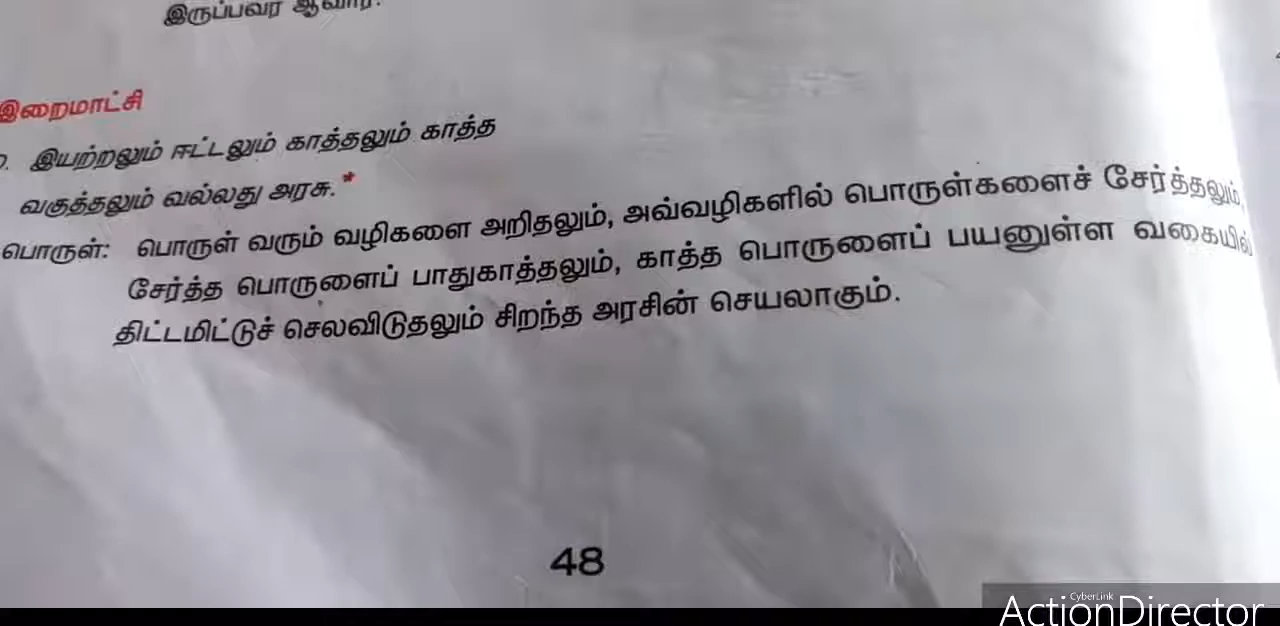 இருப்பவர் ஆவார்.
இறைமாட்சி
இயற்றலும் ஈட்டலும் காத்தலும் காத்த
வகுத்தலும் வல்லது அரசு.*
பொருள்: பொருள் வரும் வழிகளை அறிதலும், அவ்வழிகளில் பொருள்களைச் சேர்த்தலும்,
சேர்த்த பொருளைப் பாதுகாத்தலும், காத்த பொருளைப் பயனுள்ள வகையில்
திட்டமிட்டுச் செலவிடுதலும் சிறந்த அரசின் செயலாகும்.
48
CyberLink
ActionDirector